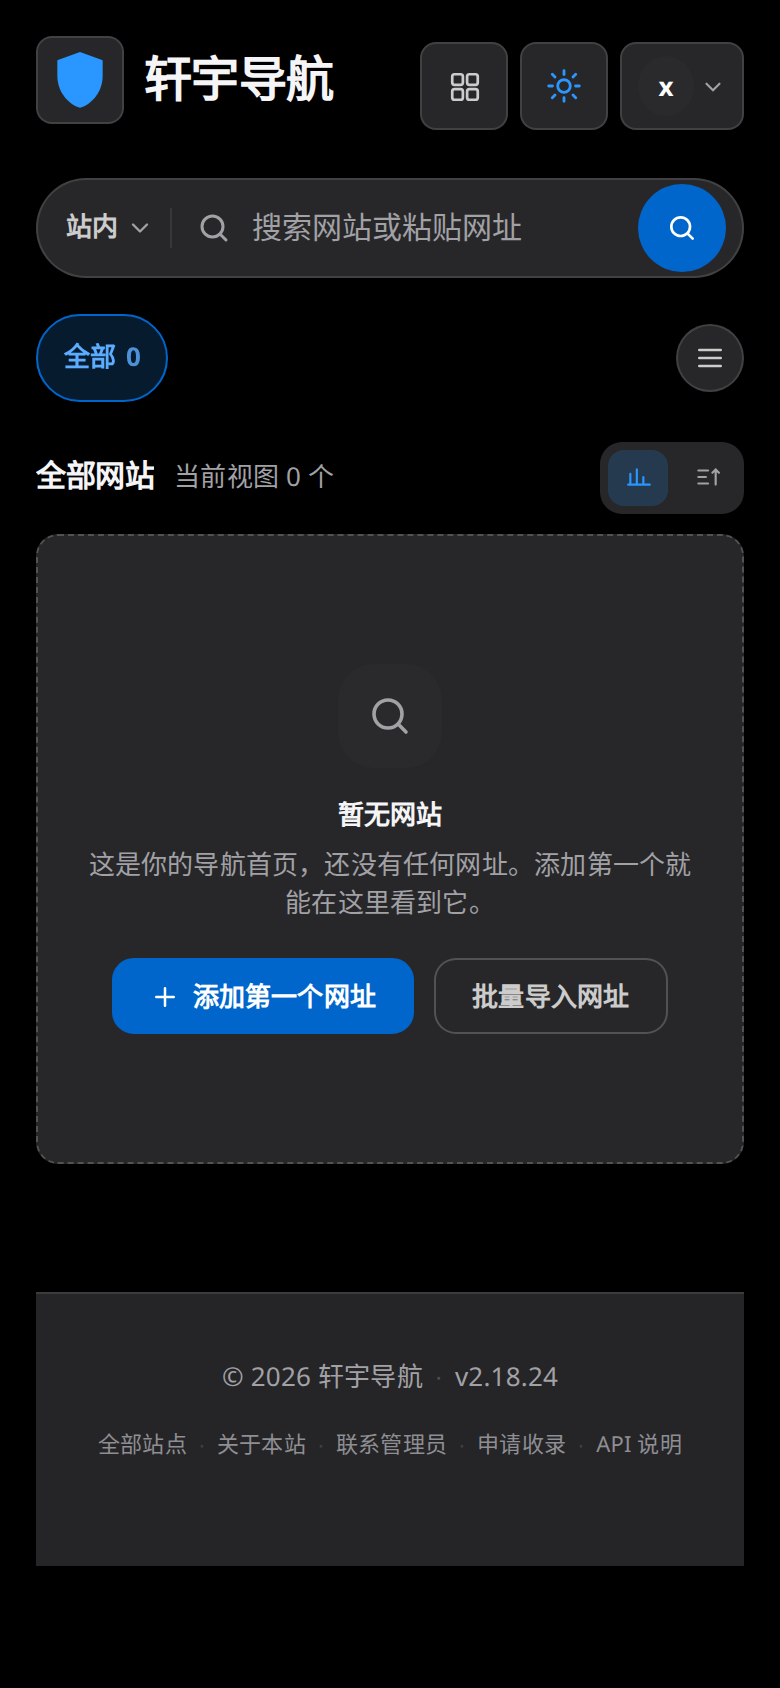 轩宇导航
x
站内
搜索网站或粘贴网址
全部 0
全部网站 当前视图 0 个
暂无网站
这是你的导航首页，还没有任何网址。添加第一个就
能在这里看到它。
添加第一个网址
批量导入网址
© 2026 轩宇导航 · v2.18.24
全部站点 · 关于本站 · 联系管理员 · 申请收录 · API 说明